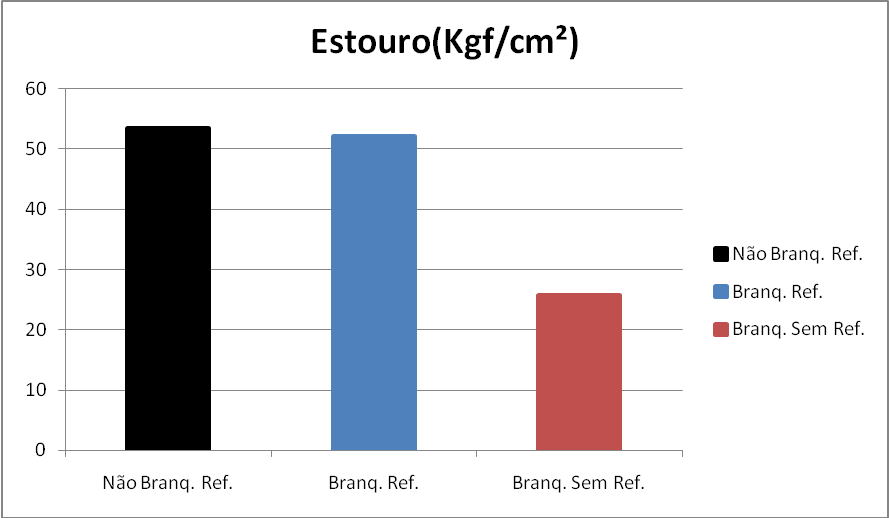 Estouro(Kgf/cm²)
60
50
40
30
20
10
0
Não Branq. Ref.
Branq. Ref.
Branq. Sem Ref.
Não Branq. Ref.
Branq. Ref.
Branq. Sem Ref.